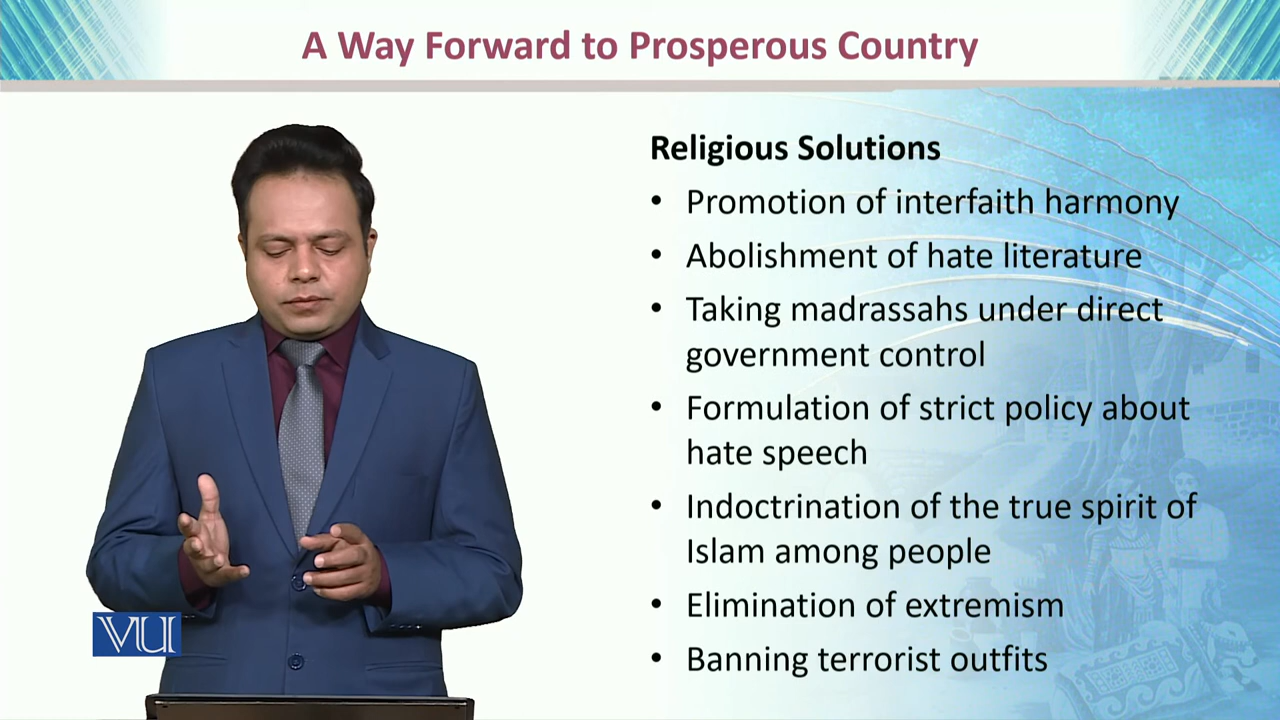 A Way Forward to Prosperous Country
Religious Solutions
• Promotion of interfaith harmony
• Abolishment of hate literature
• Taking madrassahs under direct
government control
• Formulation of strict policy about
hate speech
• Indoctrination of the true spirit of
Islam among people
• Elimination of extremism
• Banning terrorist outfits
VU